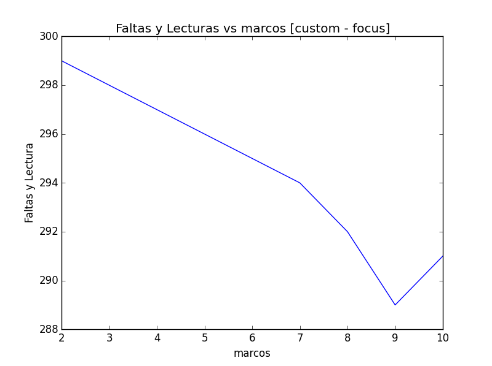 Faltas y Lecturas vs marcos [custom - focus]
300
298
296
294
292
290
288
Faltas y Lectura
2 3 4 5 6 7 8 9 10
marcos